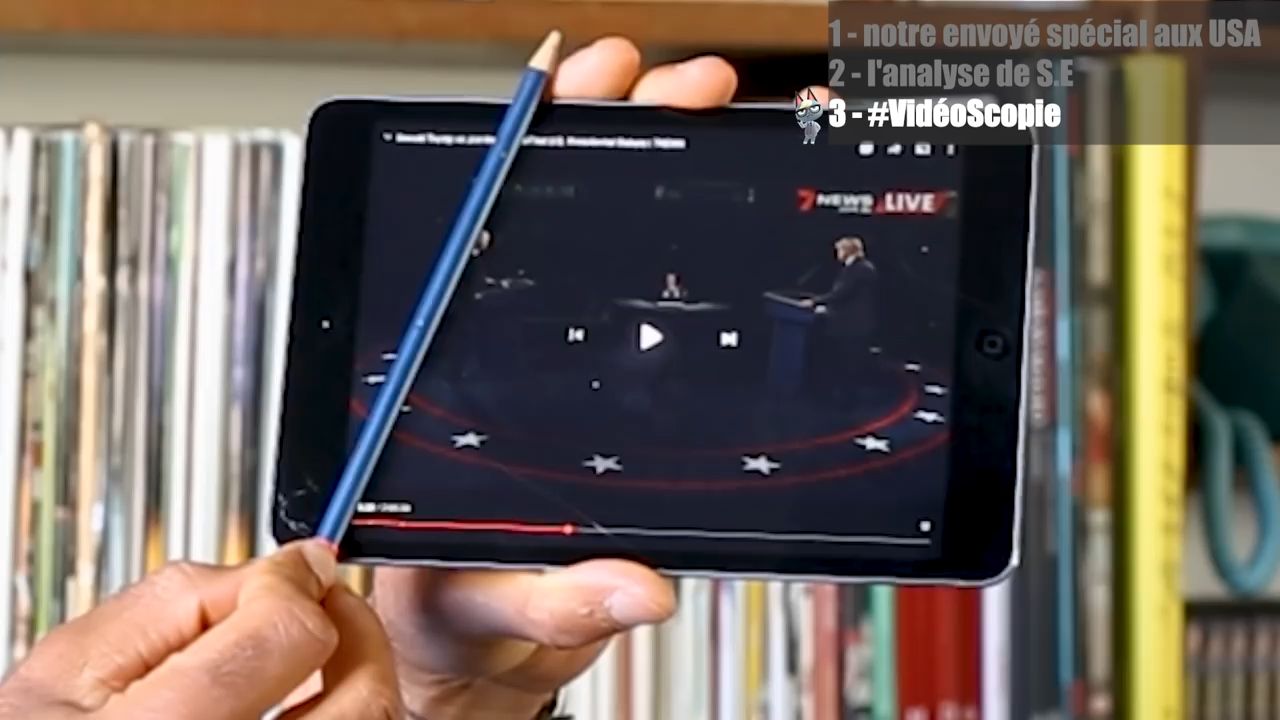 1 - notre envoyé spécial aux USA
2 - l'analyse de S.E
3 - #VidéoScopie
7NEWS LIVE